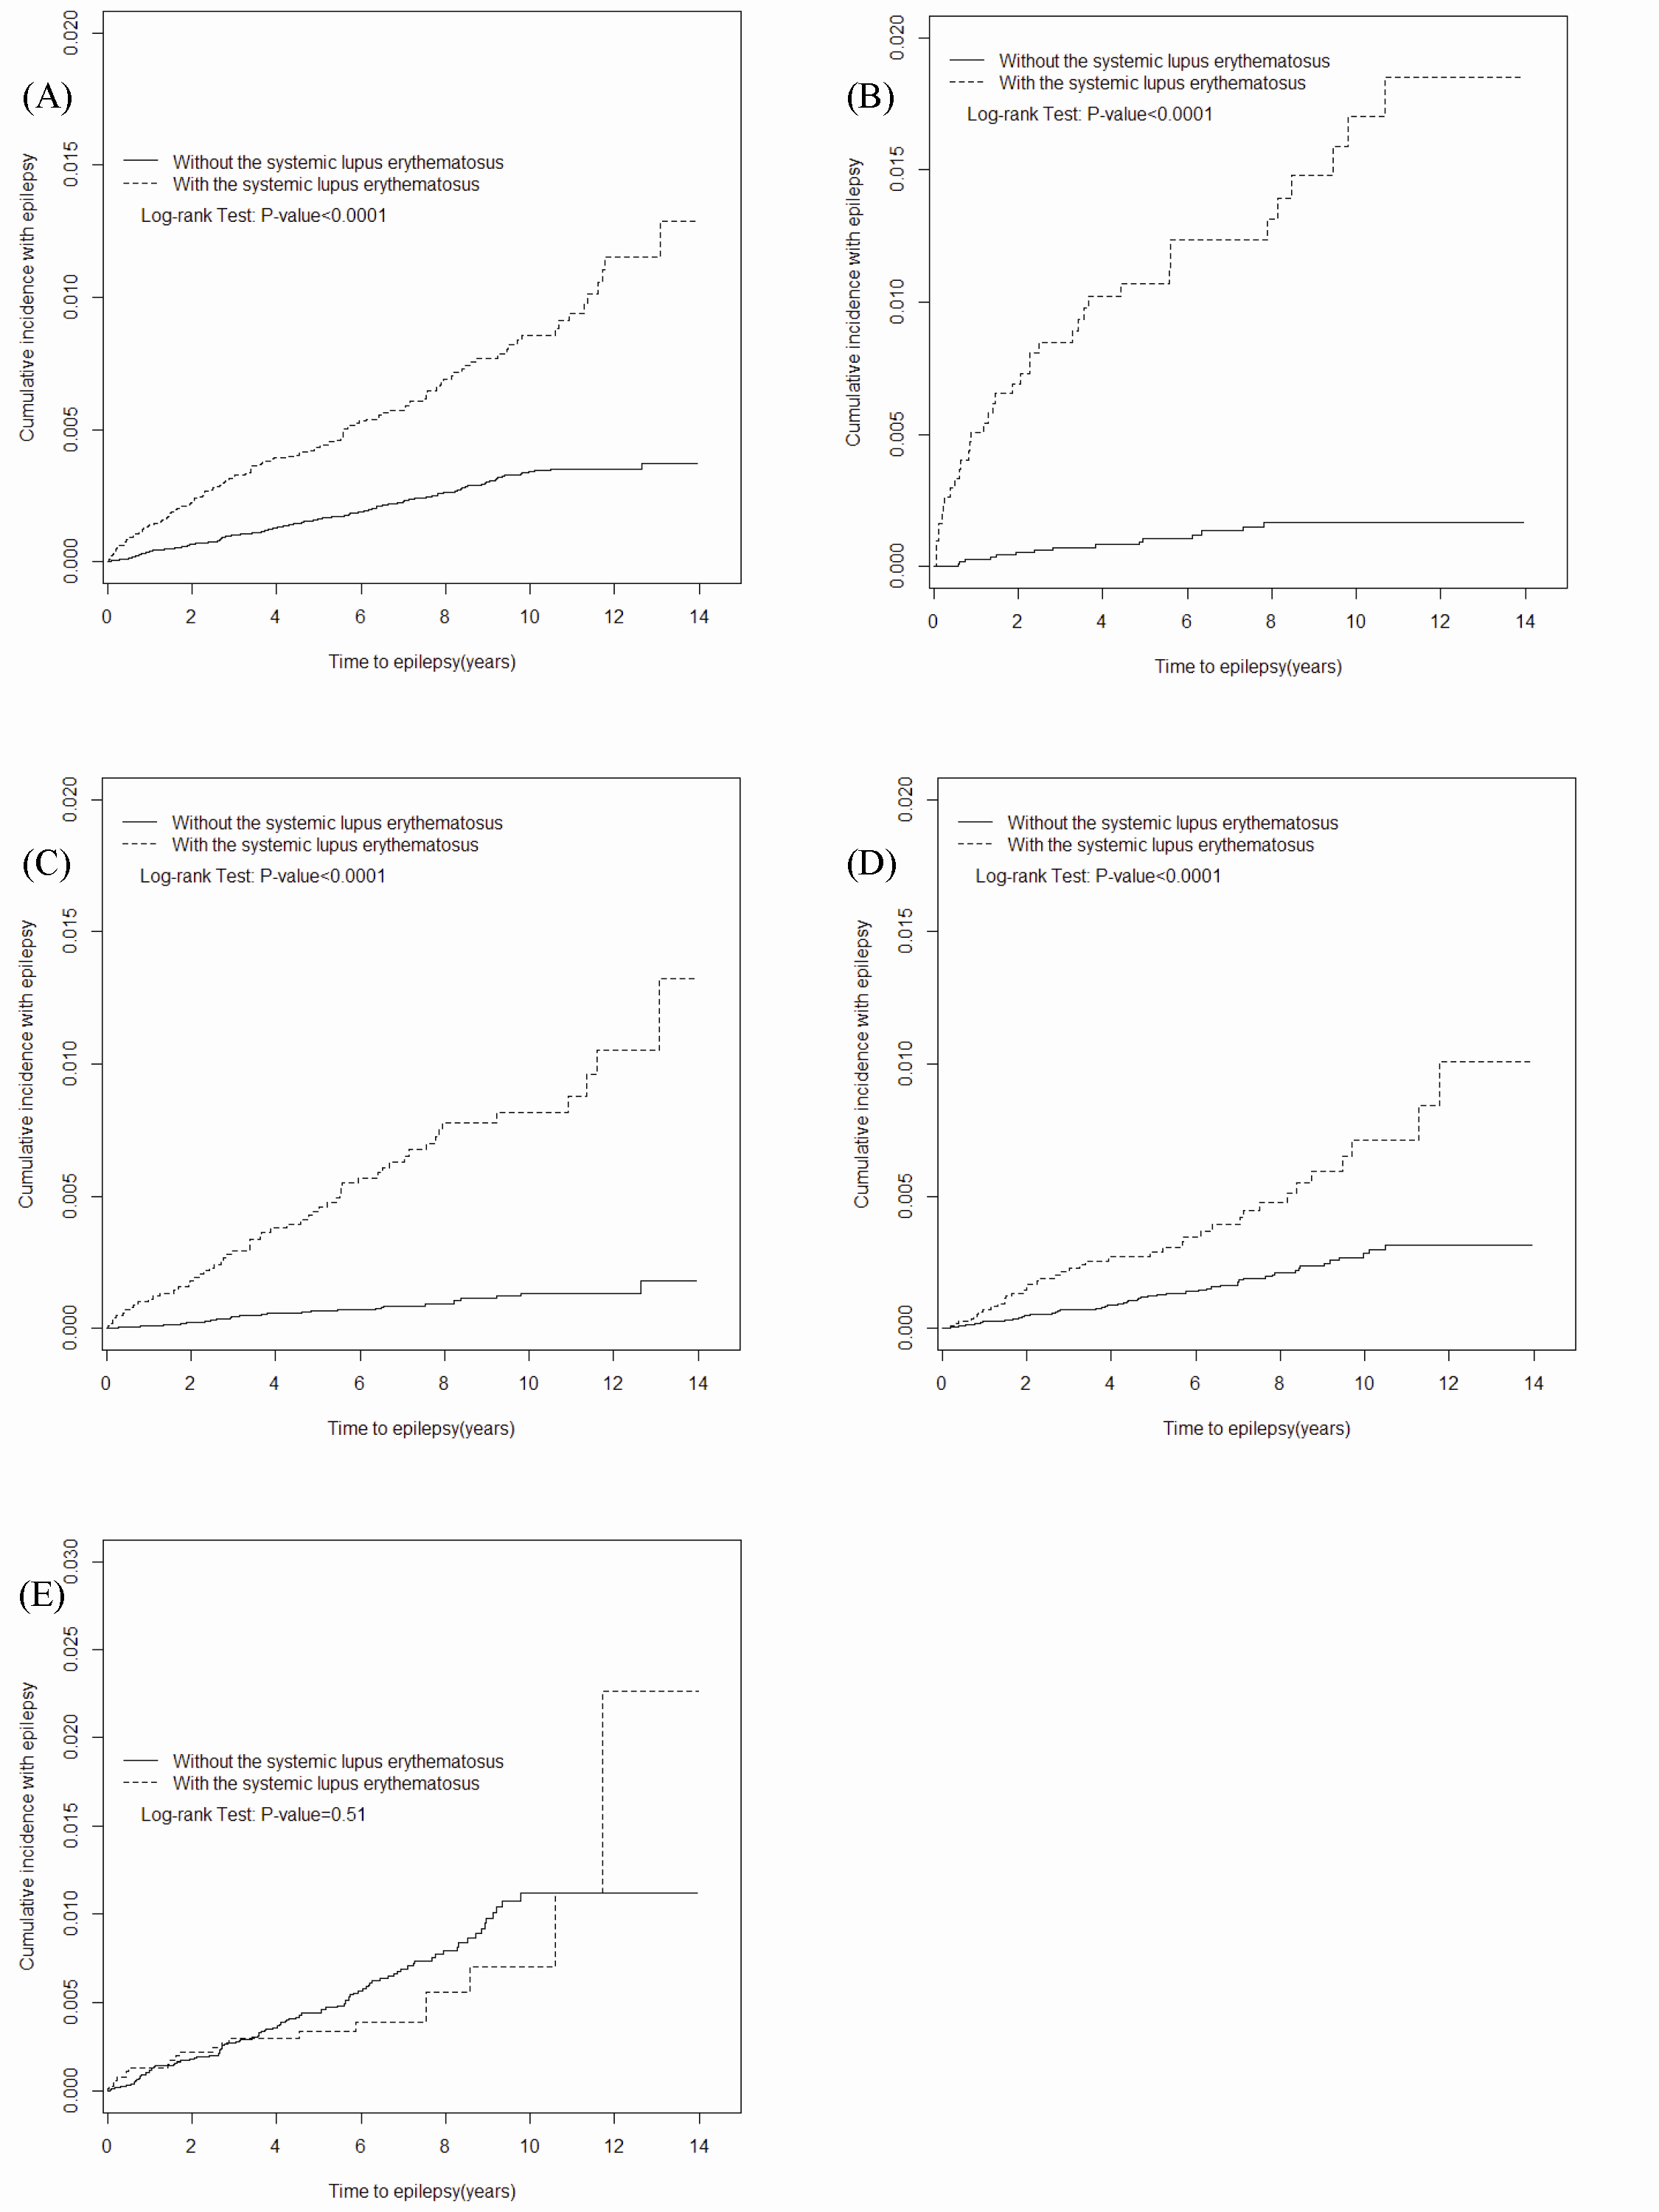 (A)
0.020
0.015
0.010
0.005
0.000
Cumulative incidence with epilepsy
Without the systemic lupus erythematosus
With the systemic lupus erythematosus
Log-rank Test: P-value<0.0001
0 2 4 6 8 10 12 14
Time to epilepsy(years)
(B)
0.020
0.015
0.010
0.005
0.000
Cumulative incidence with epilepsy
Without the systemic lupus erythematosus
With the systemic lupus erythematosus
Log-rank Test: P-value<0.0001
0 2 4 6 8 10 12 14
Time to epilepsy(years)
(C)
0.020
0.015
0.010
0.005
0.000
Cumulative incidence with epilepsy
Without the systemic lupus erythematosus
With the systemic lupus erythematosus
Log-rank Test: P-value<0.0001
0 2 4 6 8 10 12 14
Time to epilepsy(years)
(D)
0.020
0.015
0.010
0.005
0.000
Cumulative incidence with epilepsy
Without the systemic lupus erythematosus
With the systemic lupus erythematosus
Log-rank Test: P-value<0.0001
0 2 4 6 8 10 12 14
Time to epilepsy(years)
(E)
0.030
0.025
0.020
0.015
0.010
0.005
0.000
Cumulative incidence with epilepsy
Without the systemic lupus erythematosus
With the systemic lupus erythematosus
Log-rank Test: P-value=0.51
0 2 4 6 8 10 12 14
Time to epilepsy(years)